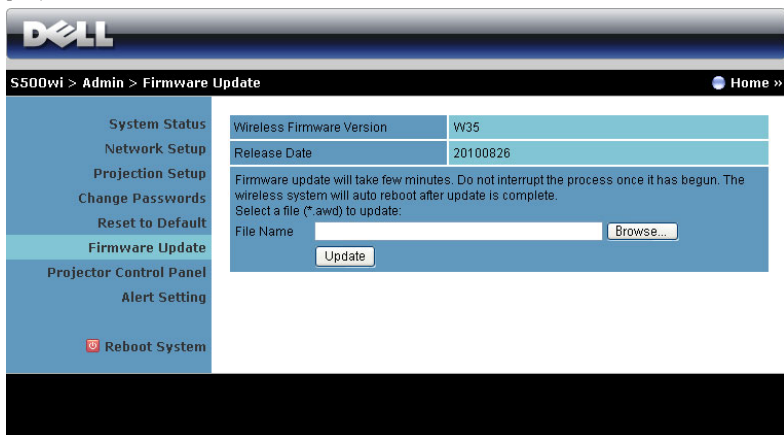 DELL
S500wi > Admin > Firmware Update
Home »
System Status
Network Setup
Projection Setup
Change Passwords
Reset to Default
Firmware Update
Projector Control Panel
Alert Setting
Reboot System
Wireless Firmware Version W35
Release Date 20100826
Firmware update will take few minutes. Do not interrupt the process once it has begun. The
wireless system will auto reboot after update is complete.
Select a file (*.awd) to update:
File Name Browse...
Update